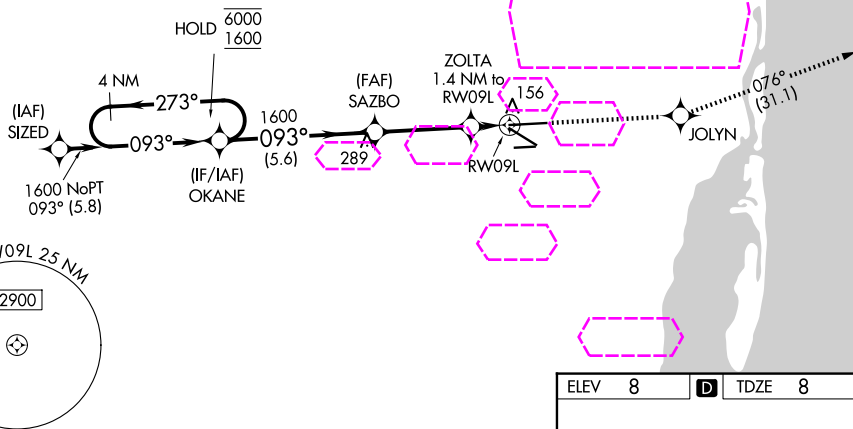 HOLD 6000
1600
4 NM
273°
(IAF)
SIZED
093°
1600 NoPT
093° (5.8)
(IF/IAF)
OKANE
1600
093°
(5.6)
(FAF)
SAZBO
289
ZOLTA
1.4 NM to
RW09L
156
RW09L
JOLYN
076°
(31.1)
09L 25 NM
2900
ELEV 8 D TDZE 8